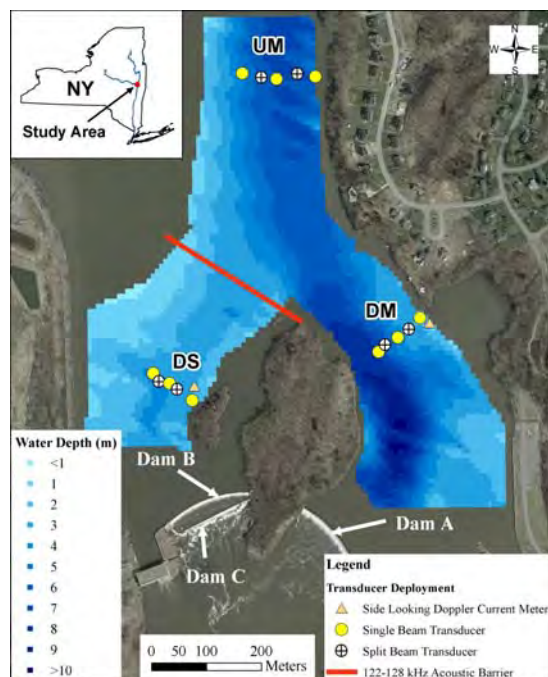 NY
Study Area
UM
N
W E
S
DM
DS
Water Depth (m)
<1
1
2
3
4
5
6
7
8
9
>10
Dam B
Dam C
Dam A
0 50 100 200
Meters
Legend
Transducer Deployment
Side Looking Doppler Current Meter
Single Beam Transducer
Split Beam Transducer
122-128 kHz Acoustic Barrier